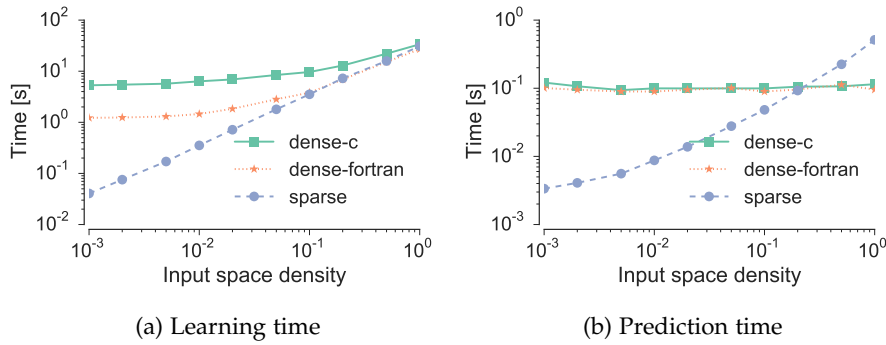 10^2
10^1
10^0
10^-1
10^-2
Time [s]
dense-c
dense-fortran
sparse
10^-3
10^-2
10^-1
10^0
Input space density
(a) Learning time
10^0
10^-1
10^-2
10^-3
Time [s]
dense-c
dense-fortran
sparse
10^-3
10^-2
10^-1
10^0
Input space density
(b) Prediction time